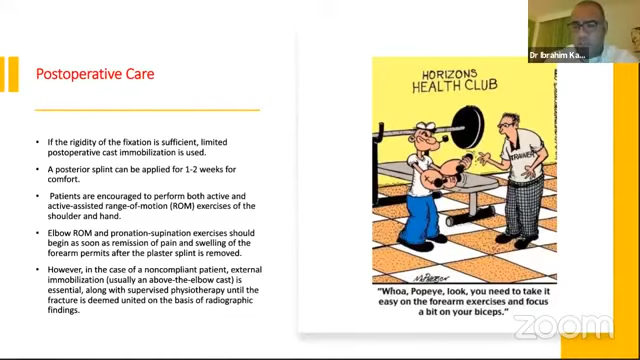 Postoperative Care
If the rigidity of the fixation is sufficient, limited
postoperative cast immobilization is used.
A posterior splint can be applied for 1-2 weeks for
comfort.
Patients are encouraged to perform both active and
active-assisted range-of-motion (ROM) exercises of the
shoulder and hand.
Elbow ROM and pronation-supination exercises should
begin as soon as remission of pain and swelling of the
forearm permits after the plaster splint is removed.
However, in the case of a noncompliant patient, external
immobilization (usually an above-the-elbow cast) is
essential, along with supervised physiotherapy until the
fracture is deemed united on the basis of radiographic
findings.
Dr Ibrahim Ka...
HORIZONS
HEALTH CLUB
TRAINER
"Whoa, Popeye, look, you need to take it
easy on the forearm exercises and focus
a bit on your biceps."
zoom